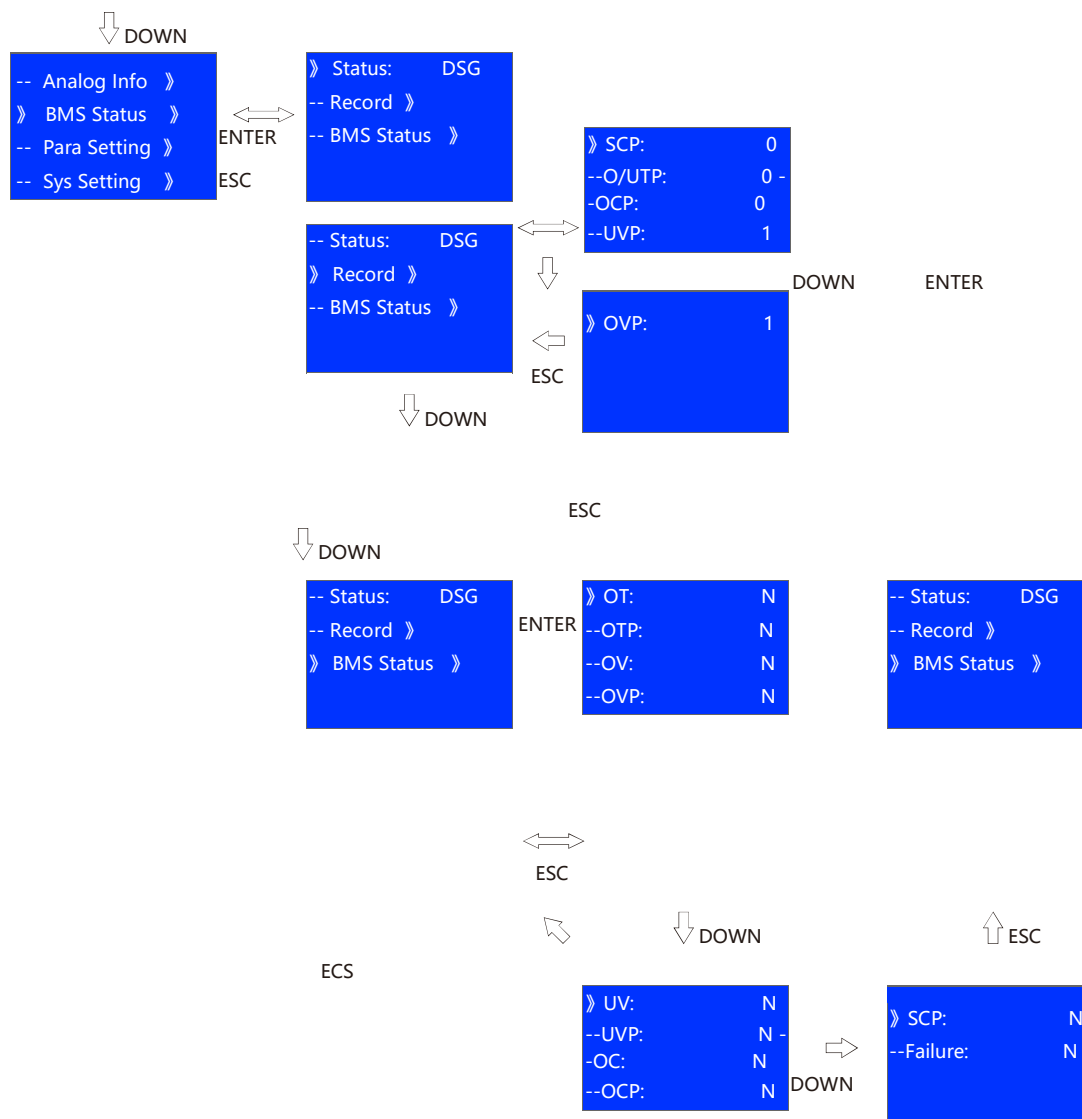 DOWN
-- Analog Info 》
》 BMS Status 》
-- Para Setting 》
-- Sys Setting 》
ENTER
ESC
》 Status: DSG
-- Record 》
-- BMS Status 》
》 SCP: 0
--O/UTP: 0 -
-OCP: 0
--UVP: 1
-- Status: DSG
》 Record 》
-- BMS Status 》
DOWN ENTER
》 OVP: 1
ESC
DOWN
ESC
DOWN
-- Status: DSG
-- Record 》
》 BMS Status 》
ENTER
》 OT: N
--OTP: N
--OV: N
--OVP: N
-- Status: DSG
-- Record 》
》 BMS Status 》
ESC
DOWN
ESC
ECS
》 UV: N
--UVP: N -
-OC: N
--OCP: N
DOWN
》 SCP: N
--Failure: N